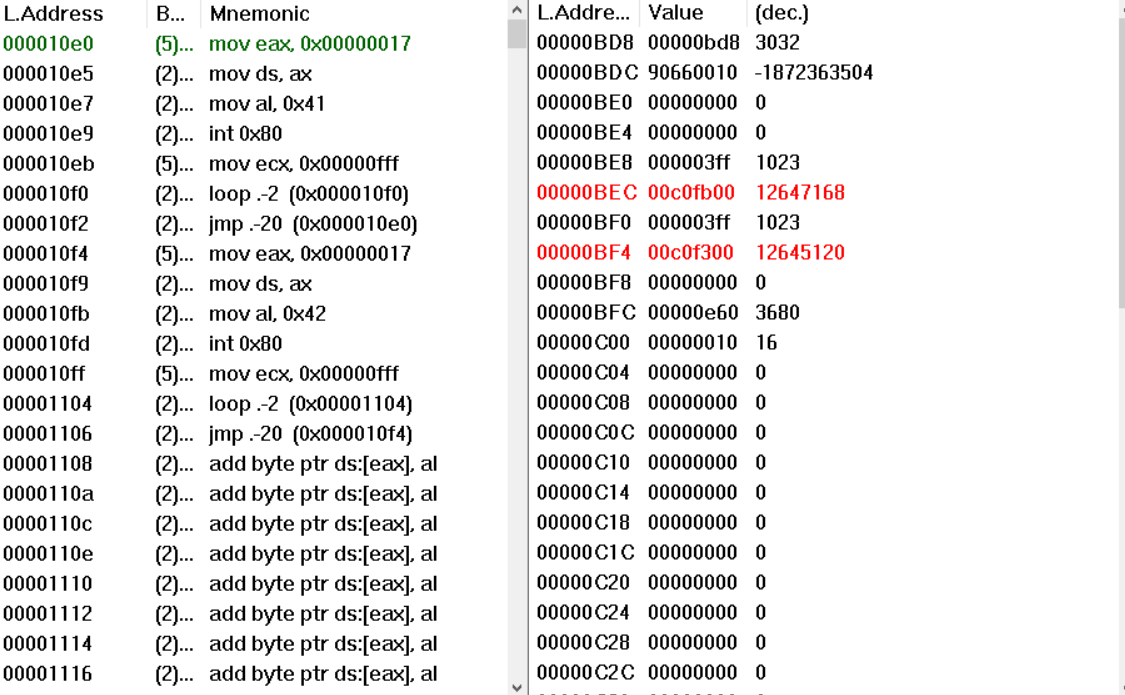 L.Address B... Mnemonic
000010e0 (5)... mov eax, 0x00000017
000010e5 (2)... mov ds, ax
000010e7 (2)... mov al, 0x41
000010e9 (2)... int 0x80
000010eb (5)... mov ecx, 0x00000fff
000010f0 (2)... loop .-2 (0x000010f0)
000010f2 (2)... jmp .-20 (0x000010e0)
000010f4 (5)... mov eax, 0x00000017
000010f9 (2)... mov ds, ax
000010fb (2)... mov al, 0x42
000010fd (2)... int 0x80
000010ff (5)... mov ecx, 0x00000fff
00001104 (2)... loop .-2 (0x00001104)
00001106 (2)... jmp .-20 (0x000010f4)
00001108 (2)... add byte ptr ds:[eax], al
0000110a (2)... add byte ptr ds:[eax], al
0000110c (2)... add byte ptr ds:[eax], al
0000110e (2)... add byte ptr ds:[eax], al
00001110 (2)... add byte ptr ds:[eax], al
00001112 (2)... add byte ptr ds:[eax], al
00001114 (2)... add byte ptr ds:[eax], al
00001116 (2)... add byte ptr ds:[eax], al
L.Addre... Value (dec.)
00000BD8 00000bd8 3032
00000BDC 90660010 -1872363504
00000BE0 00000000 0
00000BE4 00000000 0
00000BE8 000003ff 1023
00000BEC 00c0fb00 12647168
00000BF0 000003ff 1023
00000BF4 00c0f300 12645120
00000BF8 00000000 0
00000BFC 00000e60 3680
00000C00 00000010 16
00000C04 00000000 0
00000C08 00000000 0
00000C0C 00000000 0
00000C10 00000000 0
00000C14 00000000 0
00000C18 00000000 0
00000C1C 00000000 0
00000C20 00000000 0
00000C24 00000000 0
00000C28 00000000 0
00000C2C 00000000 0